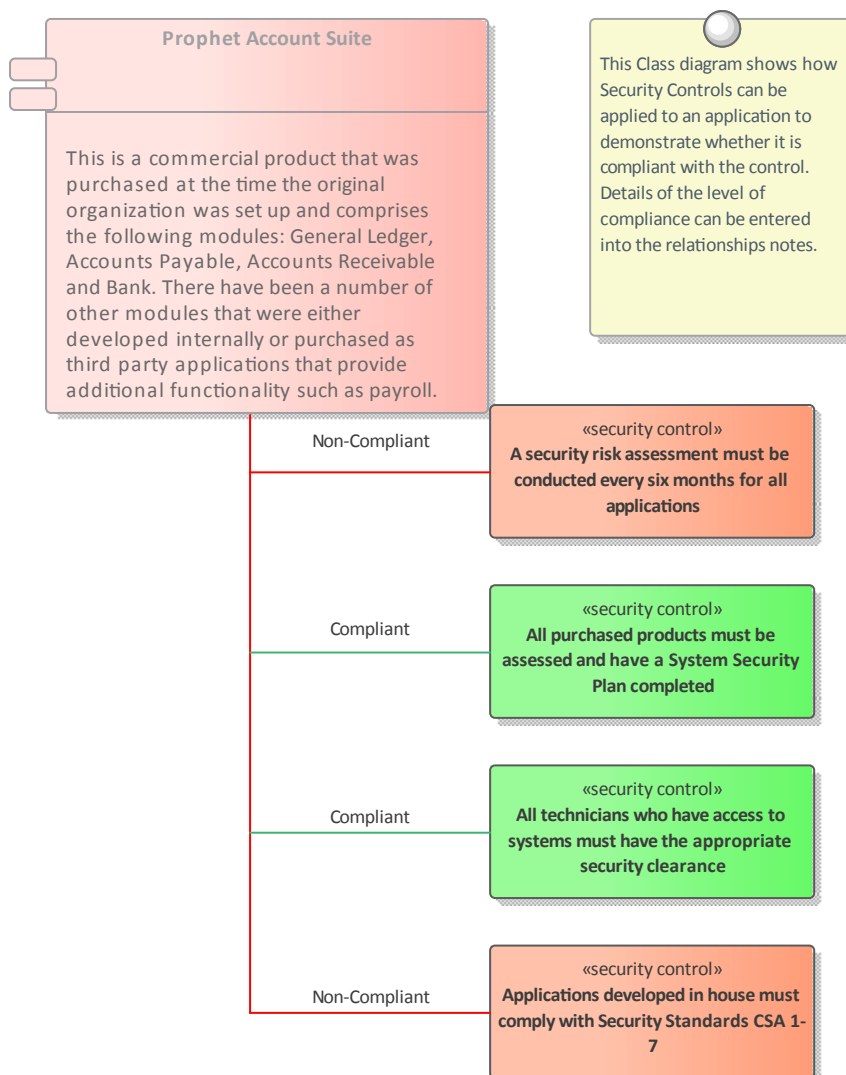 Prophet Account Suite
This is a commercial product that was
purchased at the time the original
organization was set up and comprises
the following modules: General Ledger,
Accounts Payable, Accounts Receivable
and Bank. There have been a number of
other modules that were either
developed internally or purchased as
third party applications that provide
additional functionality such as payroll.
This Class diagram shows how
Security Controls can be
applied to an application to
demonstrate whether it is
compliant with the control.
Details of the level of
compliance can be entered
into the relationships notes.
Non-Compliant
«security control»
A security risk assessment must be
conducted every six months for all
applications
Compliant
«security control»
All purchased products must be
assessed and have a System Security
Plan completed
Compliant
«security control»
All technicians who have access to
systems must have the appropriate
security clearance
Non-Compliant
«security control»
Applications developed in house must
comply with Security Standards CSA 1-
7